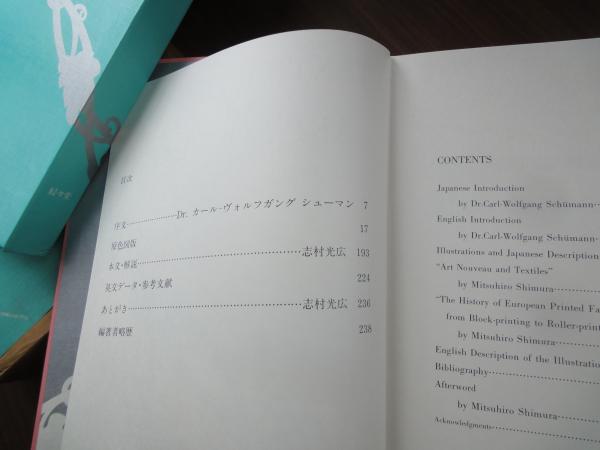 目次
序文…………………Dr. カール-ヴォルフガング シューマン 7
原色図版 17
本文・解説…………………………………………志村光広 193
英文データ・参考文献 224
あとがき……………………………………………志村光広 236
編著者略歴 238
CONTENTS
Japanese Introduction
by Dr.Carl-Wolfgang Schümann
English Introduction
by Dr.Carl-Wolfgang Schümann
Illustrations and Japanese Description
"Art Nouveau and Textiles"
by Mitsuhiro Shimura
"The History of European Printed Fa
from Block-printing to Roller-print
by Mitsuhiro Shimura
English Description of the Illustration
Bibliography
Afterword
by Mitsuhiro Shimura
Acknowledgments